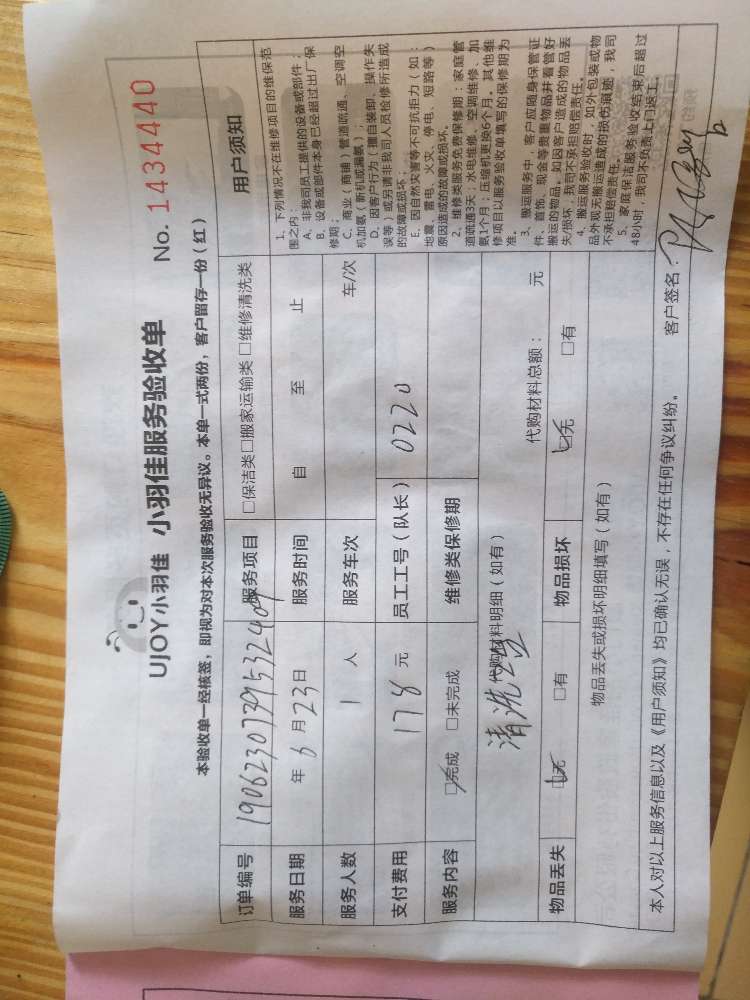 UJOY小羽佳 小羽佳服务验收单 No. 1434440
本验收单一经核签，即视为对本次服务验收无异议。本单一式两份，客户留存一份（红）
订单编号 服务项目 □保洁类□搬家运输类□维修清洗类
服务日期 年 6 月 23 日 服务时间 自 至 止
服务人数 1 人 服务车次 车/次
支付费用 178 元 员工工号（队长） 0220
服务内容 □完成 □未完成 维修类保修期
代购材料明细（如有） 代购材料总额： 元
清洗
物品丢失 □无 □有 物品损坏 □无 □有
物品丢失或损坏明细填写（如有）
用户须知
1、下列情况不在维修项目的维保范
围之内：
A、非我司员工提供的设备或部件；
B、设备或部件本身已经超过出厂保
修期；
C、商业（商铺）管道疏通、空调空
机加氨（新机或漏氨）；
D、因客户行为（擅自装卸、操作失
误等）或另请非我司人员检修所造成
的故障或损坏；
E、因自然灾害等不可抗拒力（如：
地震、雷电、火灾、停电、短路等）
原因造成的故障或损坏。
2、维修类服务免费保修期：家庭管
道疏通3天；水电维修、空调维修、加
氨1个月；压缩机更换6个月。其他维
修项目以服务验收单填写的保修期为
准。
3、搬运服务中，客户应随身保管证
件、首饰、现金等贵重物品并看管好
搬运的物品，如因客户造成的物品丢
失/损坏，我司不承担赔偿责任。
4、搬运服务验收时，如外包装或物
品外观无搬运造成的损伤痕迹，我司
不承担赔偿责任。
5、家庭保洁服务验收结束后超过
48小时，我司不负责上门返工。
本人对以上服务信息以及《用户须知》均已确认无误，不存在任何争议纠纷。 客户签名：